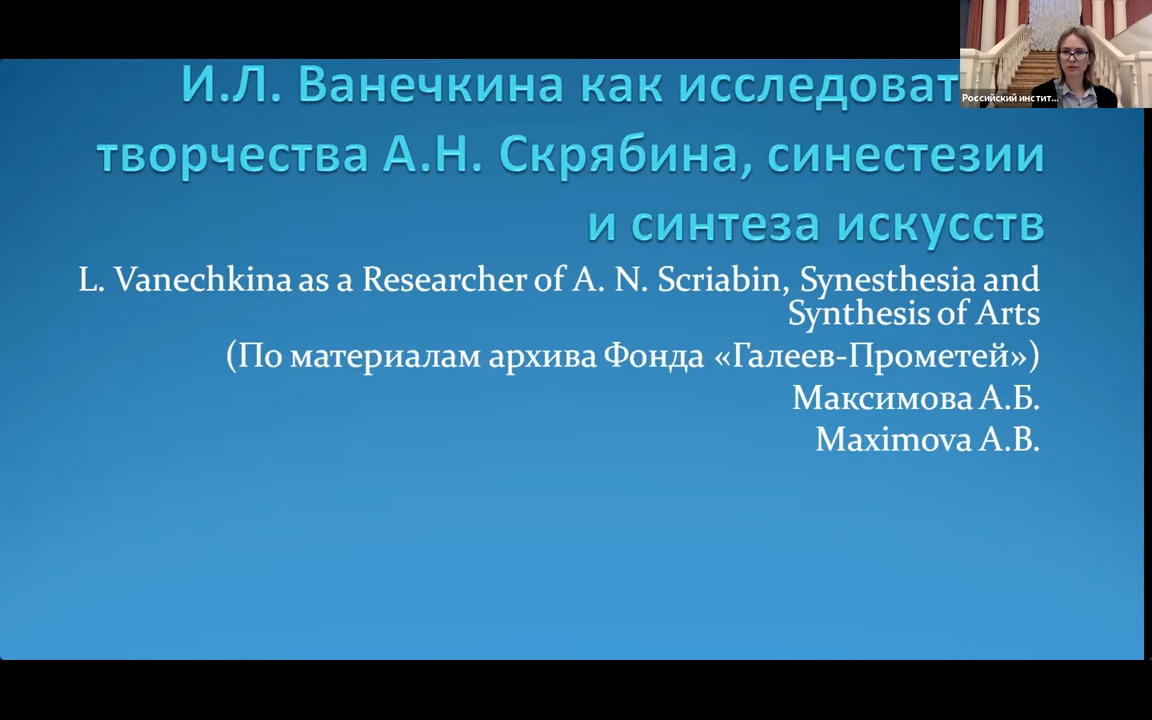 И.Л. Ванечкина как исследоват
Российский инстит...
творчества А.Н. Скрябина, синестезии
и синтеза искусств
L. Vanechkina as a Researcher of A. N. Scriabin, Synesthesia and
Synthesis of Arts
(По материалам архива Фонда «Галеев-Прометей»)
Максимова А.Б.
Maximova A.B.